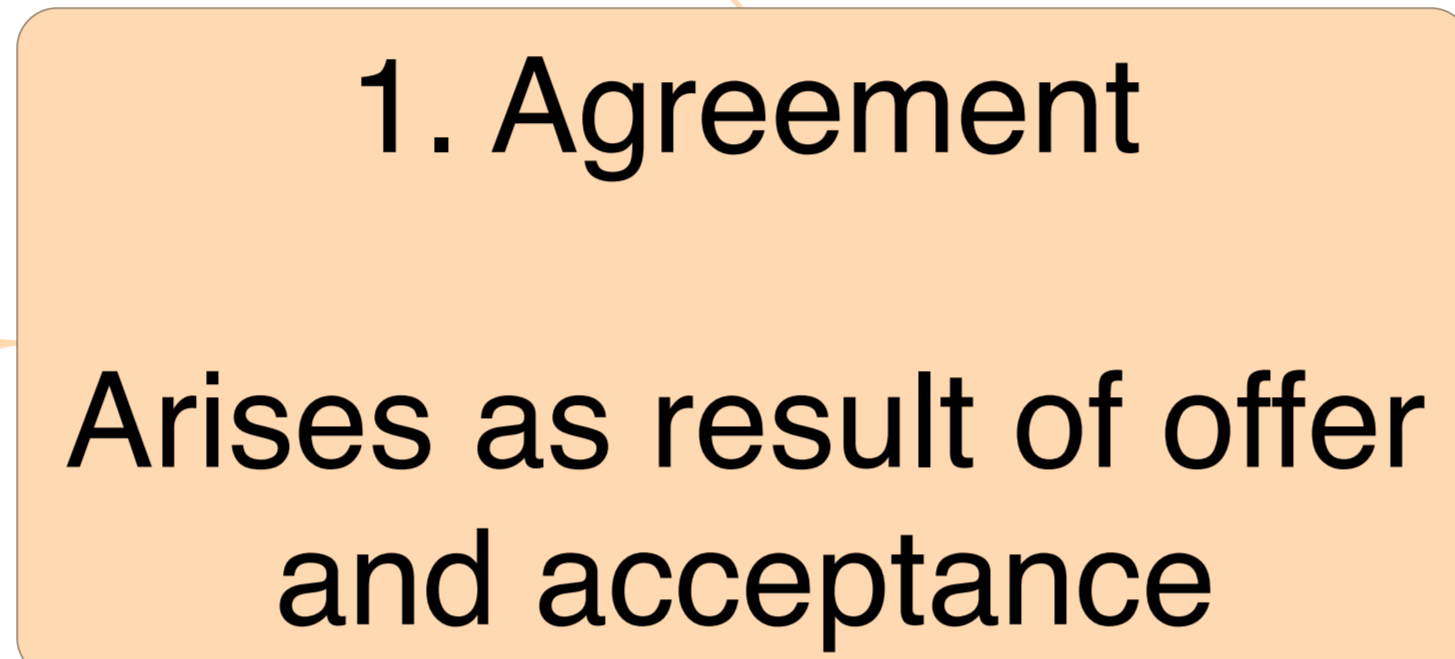 1. Agreement
Arises as result of offer
and acceptance